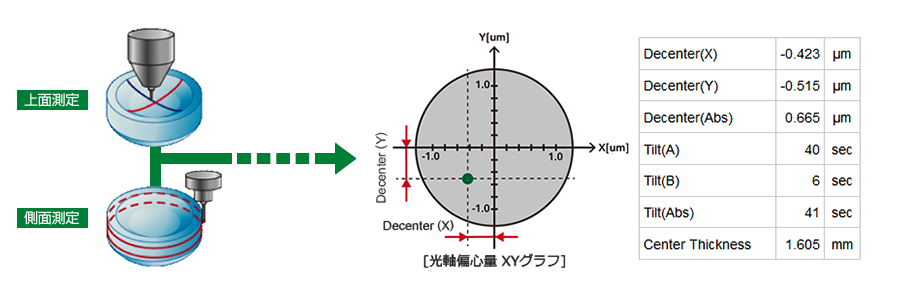 上面測定
側面測定
Y[um]
1.0
X[um]
-1.0
1.0
-1.0
Decenter (Y)
Decenter (X)
[光軸偏心量 XYグラフ]
Decenter(X) -0.423 μm
Decenter(Y) -0.515 μm
Decenter(Abs) 0.665 μm
Tilt(A) 40 sec
Tilt(B) 6 sec
Tilt(Abs) 41 sec
Center Thickness 1.605 mm